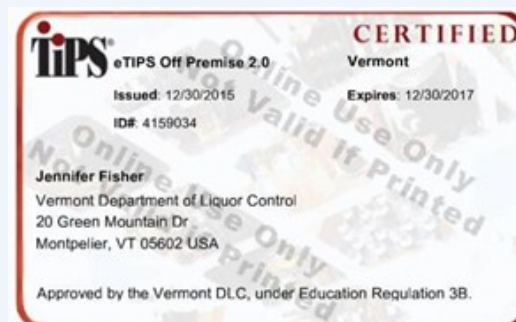 TiPS® CERTIFIED
eTIPS Off Premise 2.0 Vermont
Issued: 12/30/2015 Expires: 12/30/2017
ID#: 4159034
Online Use Only
Not Valid If Printed
Jennifer Fisher
Vermont Department of Liquor Control
20 Green Mountain Dr
Montpelier, VT 05602 USA
Online Use Only
Not Valid If Printed
Approved by the Vermont DLC, under Education Regulation 3B.